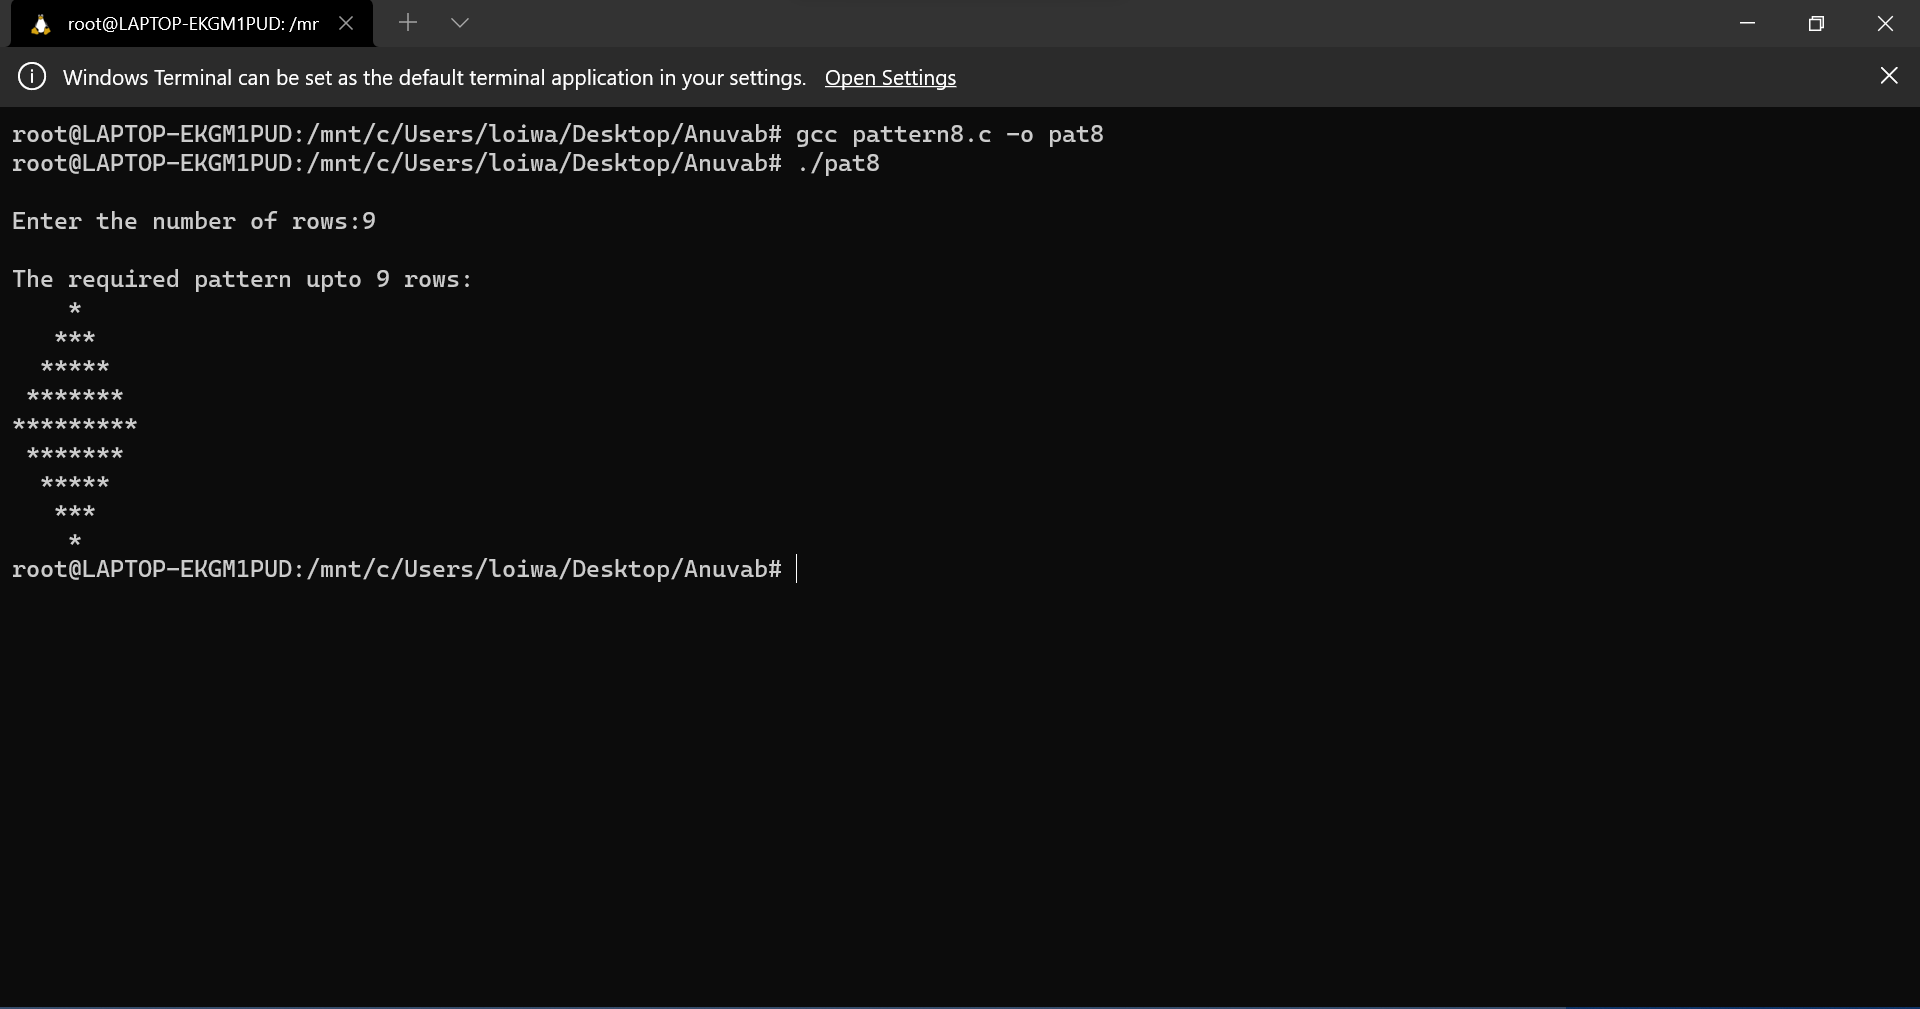 root@LAPTOP-EKGM1PUD: /mr
Windows Terminal can be set as the default terminal application in your settings. Open Settings
root@LAPTOP-EKGM1PUD:/mnt/c/Users/loiwa/Desktop/Anuvab# gcc pattern8.c -o pat8
root@LAPTOP-EKGM1PUD:/mnt/c/Users/loiwa/Desktop/Anuvab# ./pat8
Enter the number of rows:9
The required pattern upto 9 rows:
    *
   ***
  *****
 *******
*********
 *******
  *****
   ***
    *
root@LAPTOP-EKGM1PUD:/mnt/c/Users/loiwa/Desktop/Anuvab#